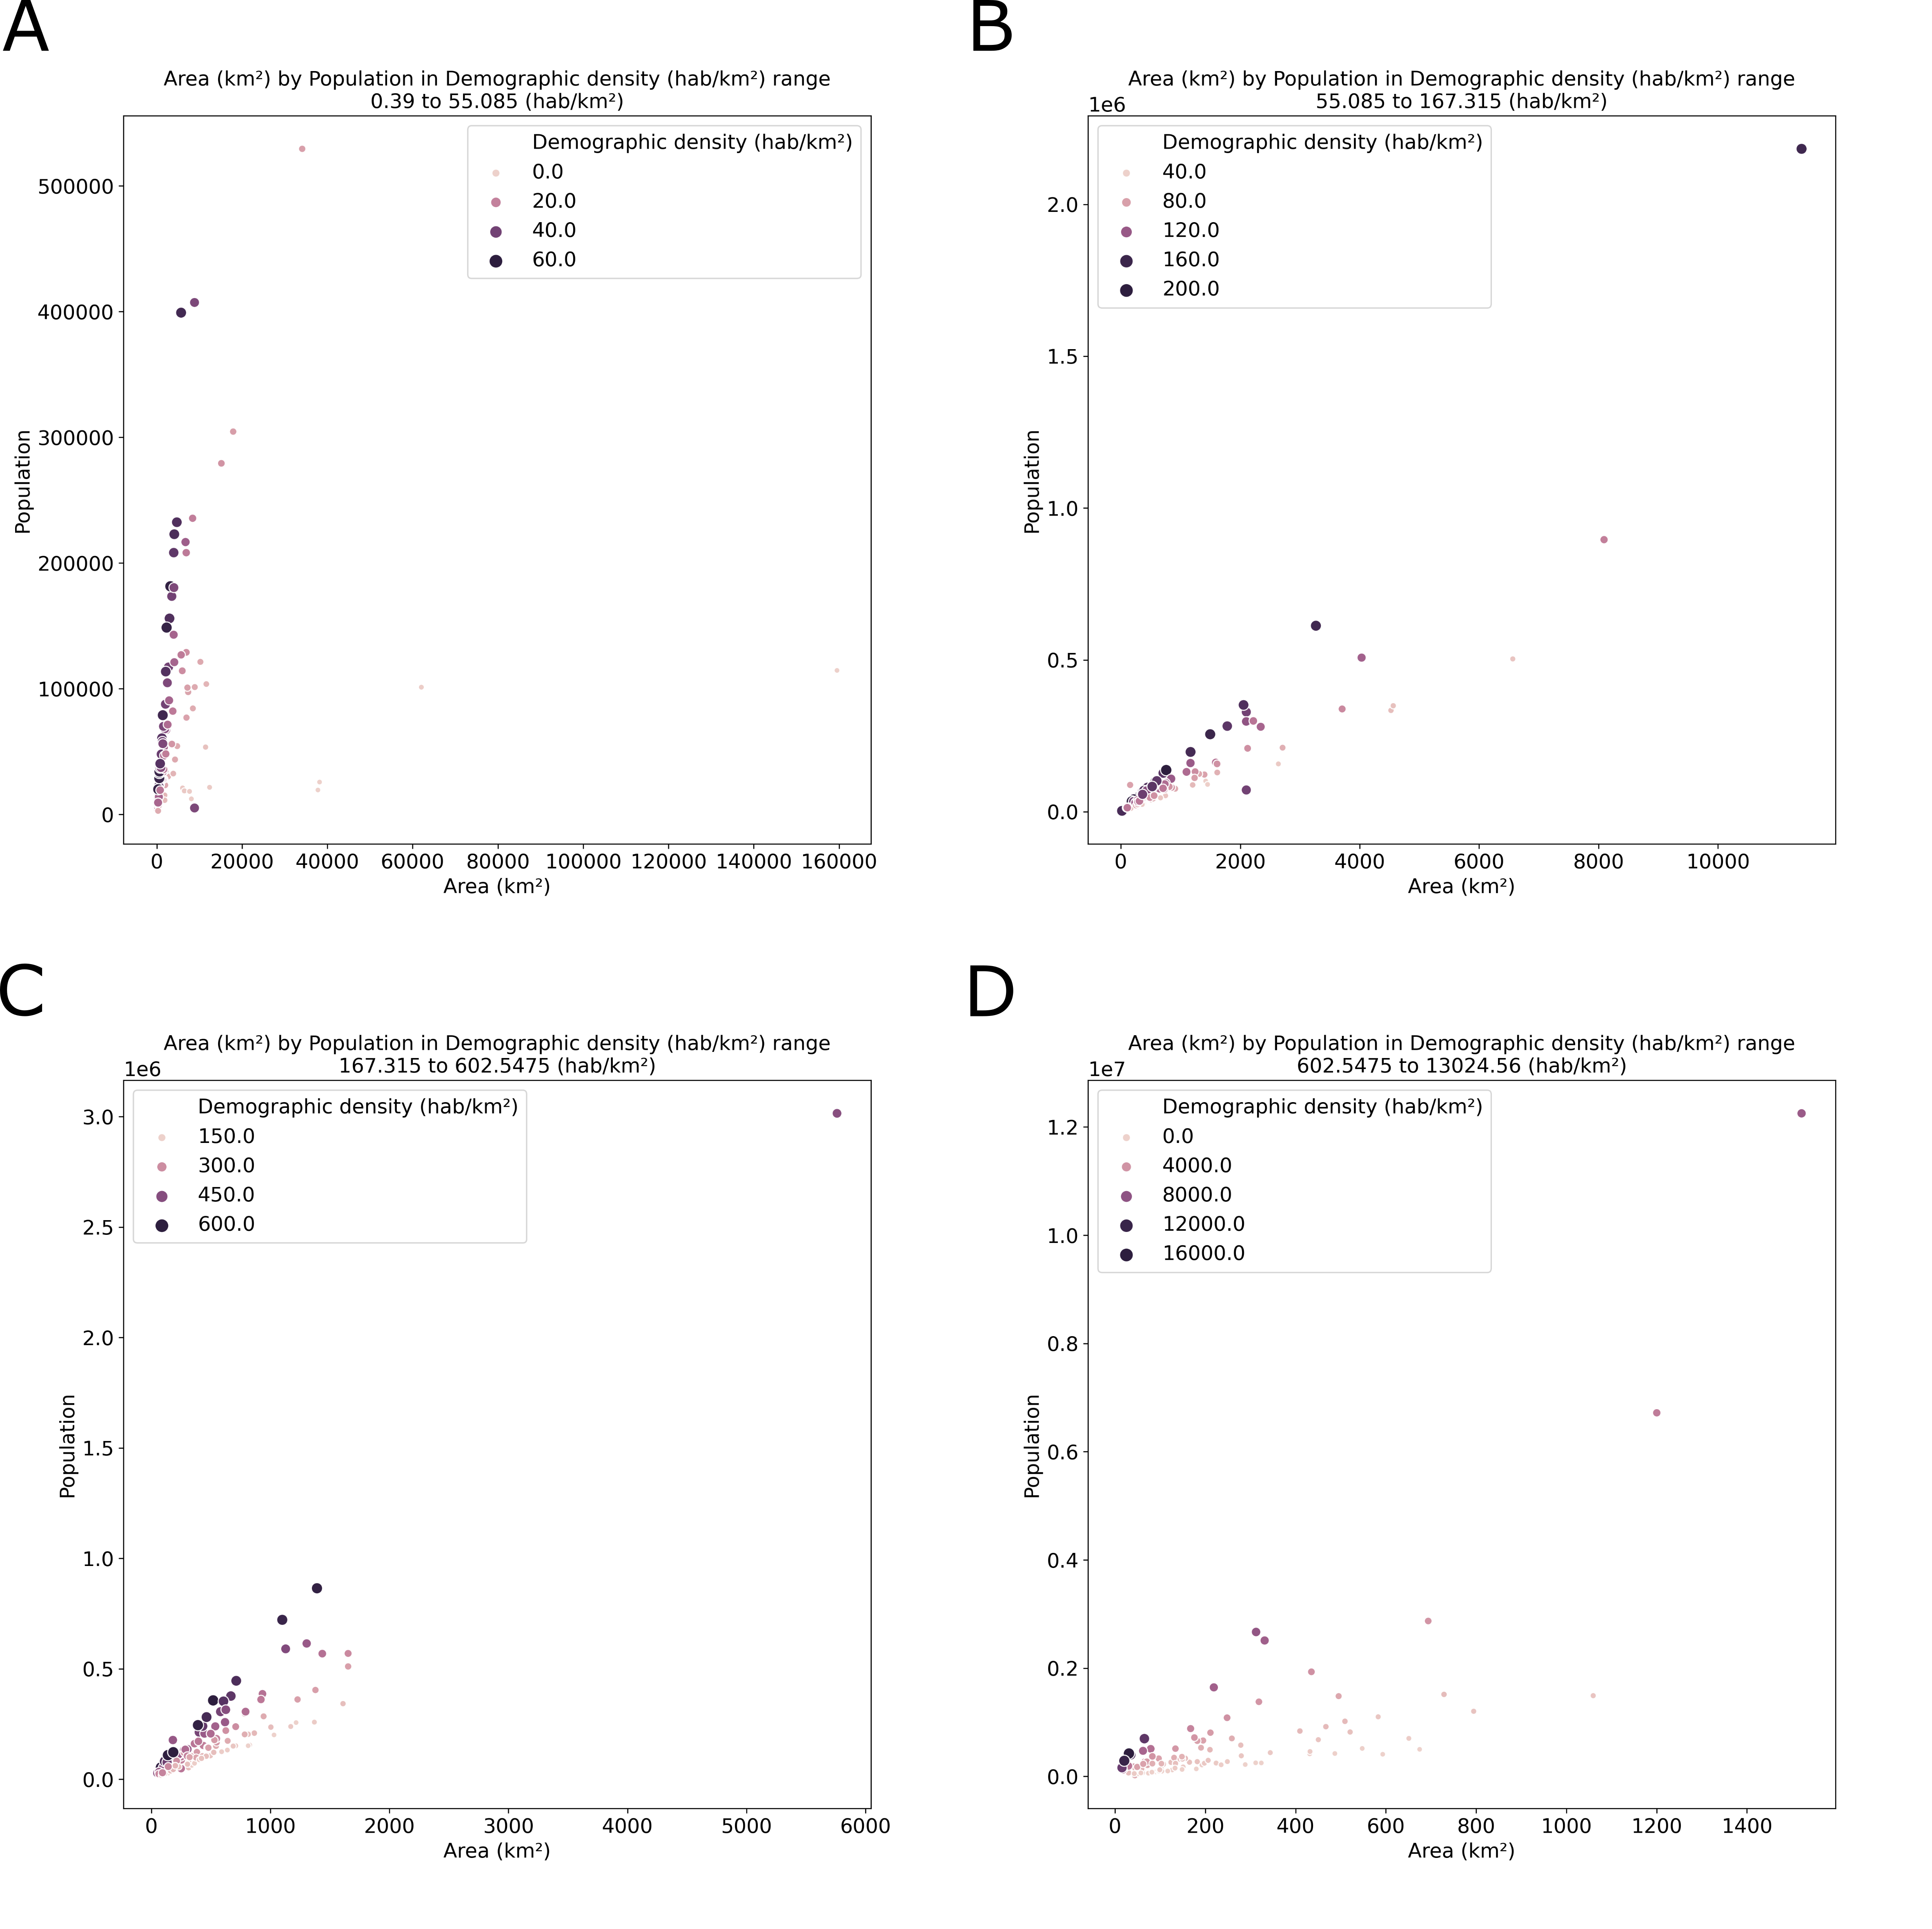 A
Area (km²) by Population in Demographic density (hab/km²) range
0.39 to 55.085 (hab/km²)
Demographic density (hab/km²)
0.0
20.0
40.0
60.0
500000
400000
300000
200000
100000
0
Population
0 20000 40000 60000 80000 100000 120000 140000 160000
Area (km²)
B
Area (km²) by Population in Demographic density (hab/km²) range
55.085 to 167.315 (hab/km²)
1e6
Demographic density (hab/km²)
40.0
80.0
120.0
160.0
200.0
2.0
1.5
1.0
0.5
0.0
Population
0 2000 4000 6000 8000 10000
Area (km²)
C
Area (km²) by Population in Demographic density (hab/km²) range
167.315 to 602.5475 (hab/km²)
1e6
Demographic density (hab/km²)
150.0
300.0
450.0
600.0
3.0
2.5
2.0
1.5
1.0
0.5
0.0
Population
0 1000 2000 3000 4000 5000 6000
Area (km²)
D
Area (km²) by Population in Demographic density (hab/km²) range
602.5475 to 13024.56 (hab/km²)
1e7
Demographic density (hab/km²)
0.0
4000.0
8000.0
12000.0
16000.0
1.2
1.0
0.8
0.6
0.4
0.2
0.0
Population
0 200 400 600 800 1000 1200 1400
Area (km²)